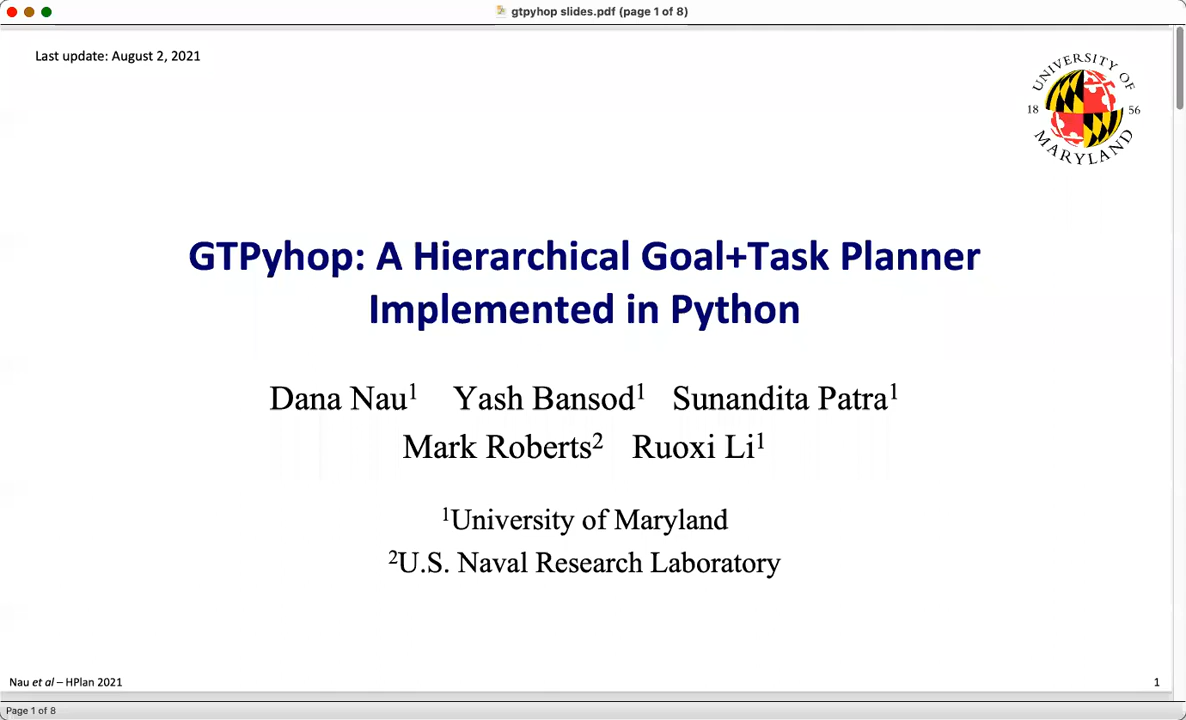 gtpyhop slides.pdf (page 1 of 8)
Last update: August 2, 2021
UNIVERSITY OF
18 56
MARYLAND
GTPyhop: A Hierarchical Goal+Task Planner
Implemented in Python
Dana Nau¹ Yash Bansod¹ Sunandita Patra¹
Mark Roberts² Ruoxi Li¹
¹University of Maryland
²U.S. Naval Research Laboratory
Nau et al – HPlan 2021
1
Page 1 of 8